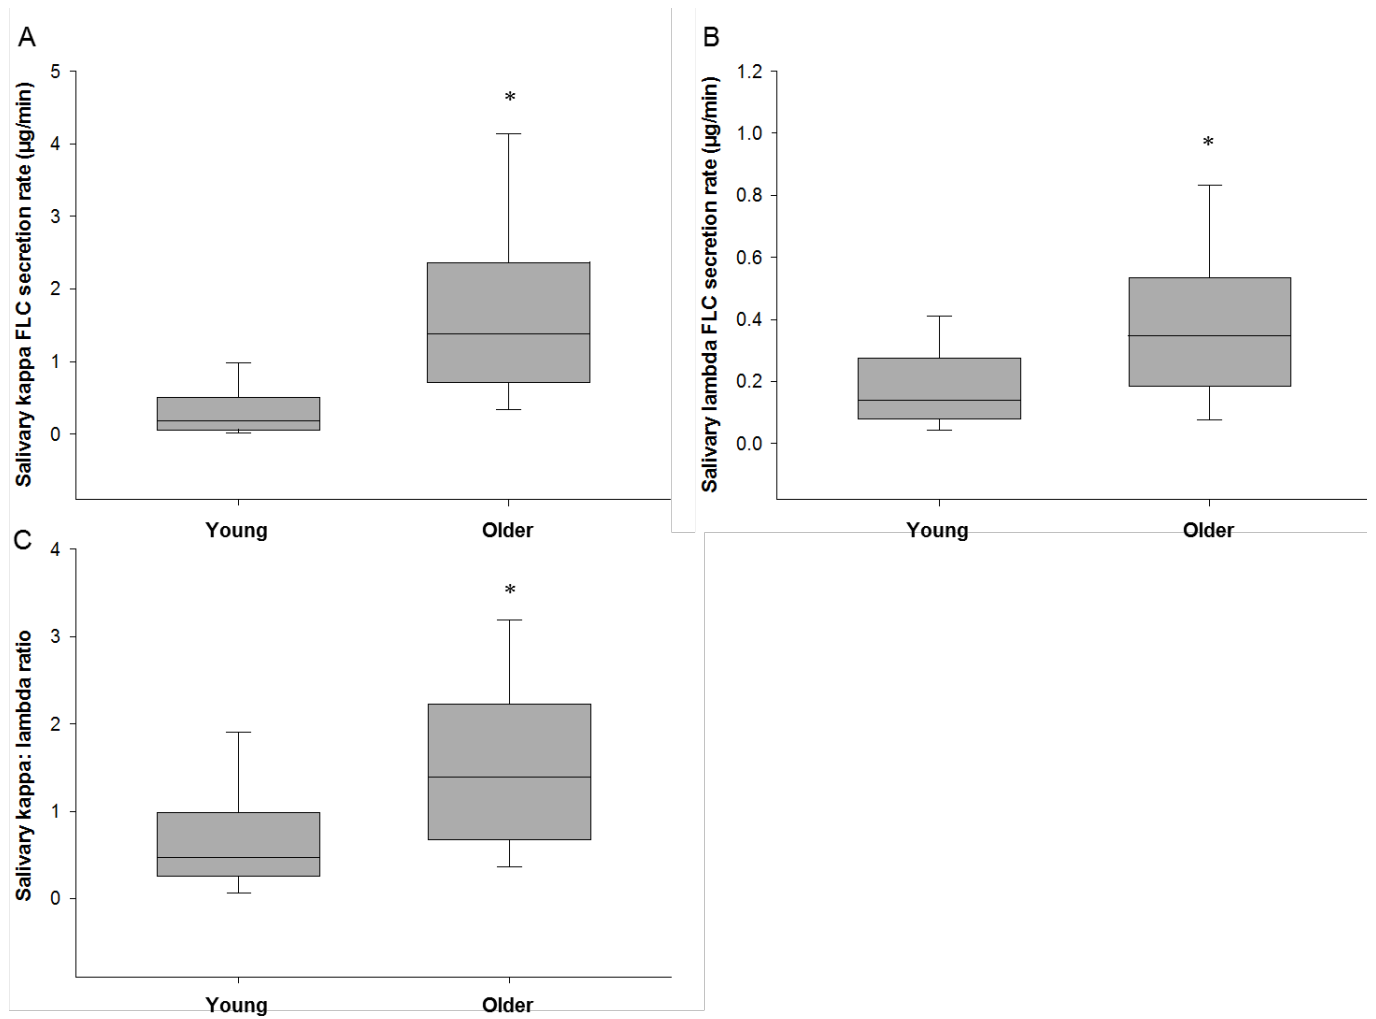 A
Salivary kappa FLC secretion rate (µg/min)
5
4
3
2
1
0
*
Young
Older
B
Salivary lambda FLC secretion rate (µg/min)
1.2
1.0
0.8
0.6
0.4
0.2
0.0
*
Young
Older
C
Salivary kappa: lambda ratio
4
3
2
1
0
*
Young
Older